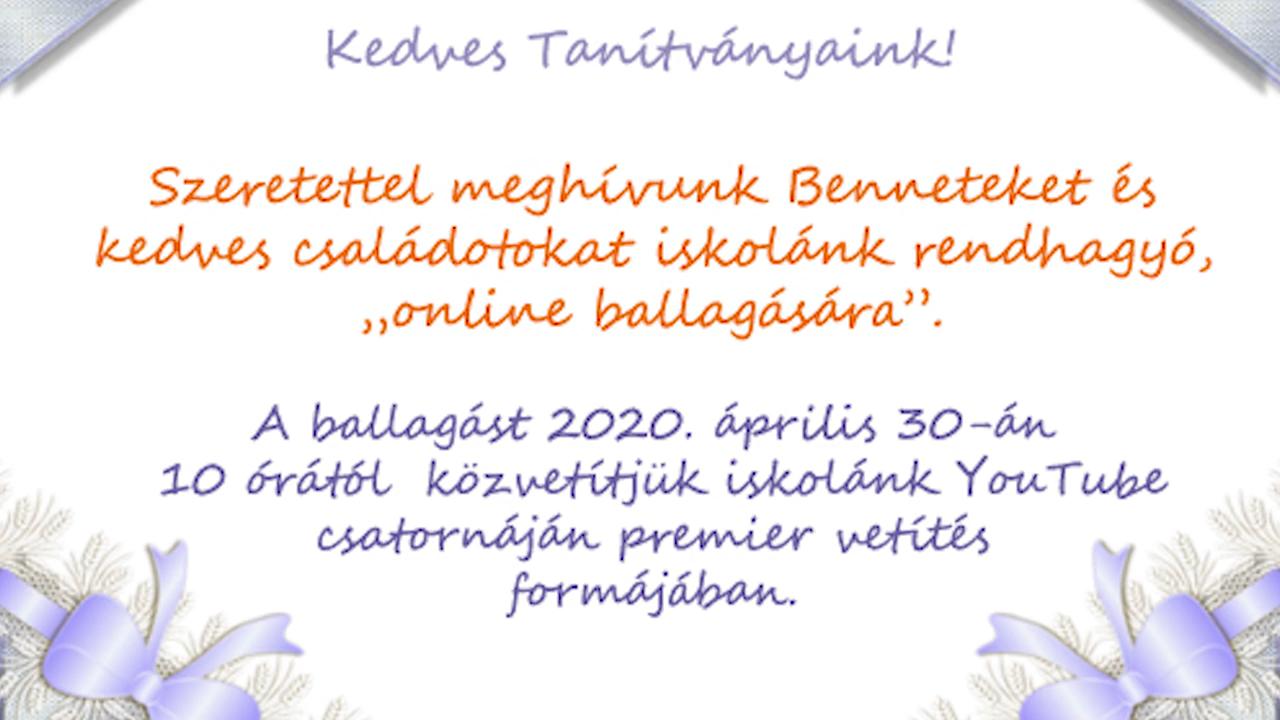 Kedves Tanítványaink!
Szeretettel meghívunk Benneteket és
kedves családotokat iskolánk rendhagyó,
„online ballagására”.
A ballagást 2020. április 30-án
10 órától közvetítjük iskolánk YouTube
csatornáján premier vetítés
formájában.